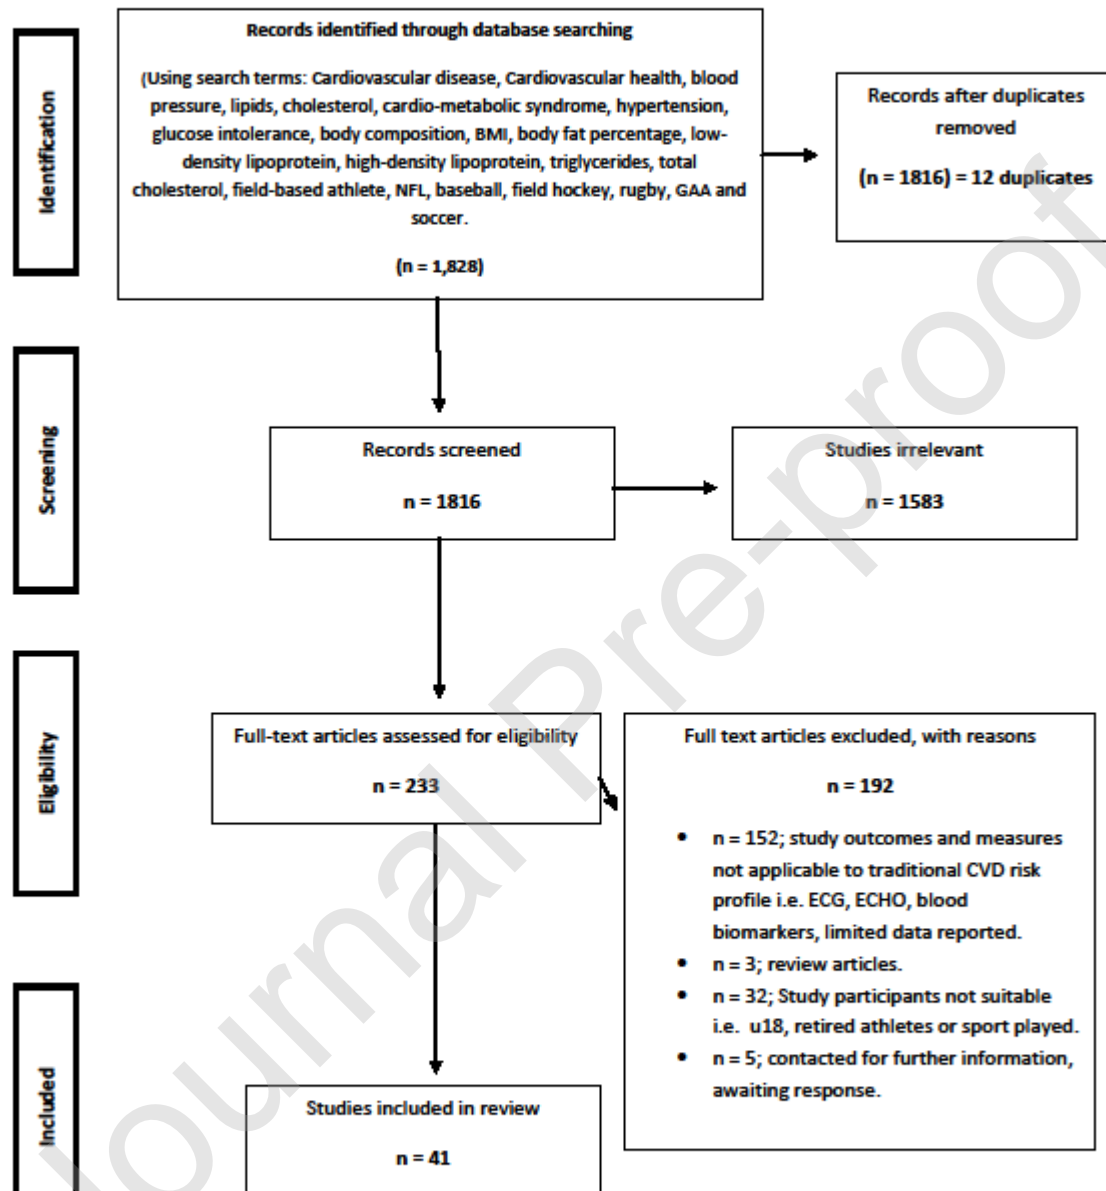 Identification
Records identified through database searching
(Using search terms: Cardiovascular disease, Cardiovascular health, blood
pressure, lipids, cholesterol, cardio-metabolic syndrome, hypertension,
glucose intolerance, body composition, BMI, body fat percentage, low-
density lipoprotein, high-density lipoprotein, triglycerides, total
cholesterol, field-based athlete, NFL, baseball, field hockey, rugby, GAA and
soccer.
(n = 1,828)
Records after duplicates
removed
(n = 1816) = 12 duplicates
Screening
Records screened
n = 1816
Studies irrelevant
n = 1583
Eligibility
Full-text articles assessed for eligibility
n = 233
Full text articles excluded, with reasons
n = 192
• n = 152; study outcomes and measures
not applicable to traditional CVD risk
profile i.e. ECG, ECHO, blood
biomarkers, limited data reported.
• n = 3; review articles.
• n = 32; Study participants not suitable
i.e. u18, retired athletes or sport played.
• n = 5; contacted for further information,
awaiting response.
Included
Studies included in review
n = 41
Journal Pre-proof